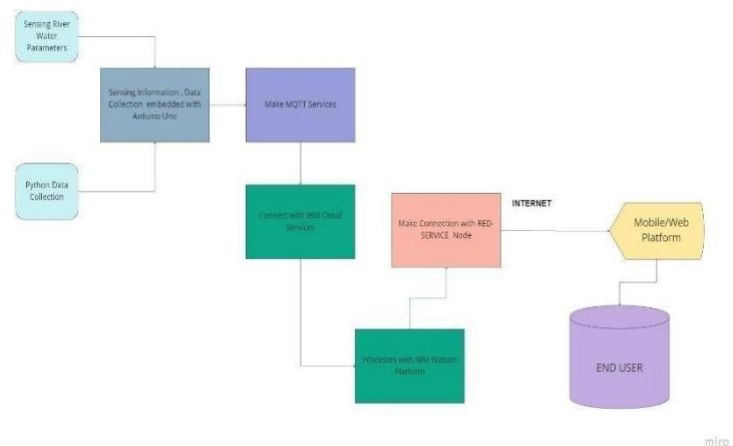 Sensing River
Water
Parameters
Sensing Information , Data
Collection embedded with
Arduino Uno
Make MQTT Services
Python Data
Collection
Connect with IBM Cloud
Services
Make Connection with RED-
SERVICE Node
INTERNET
Mobile/Web
Platform
Processes with IBM Watson
Platform
END USER
miro